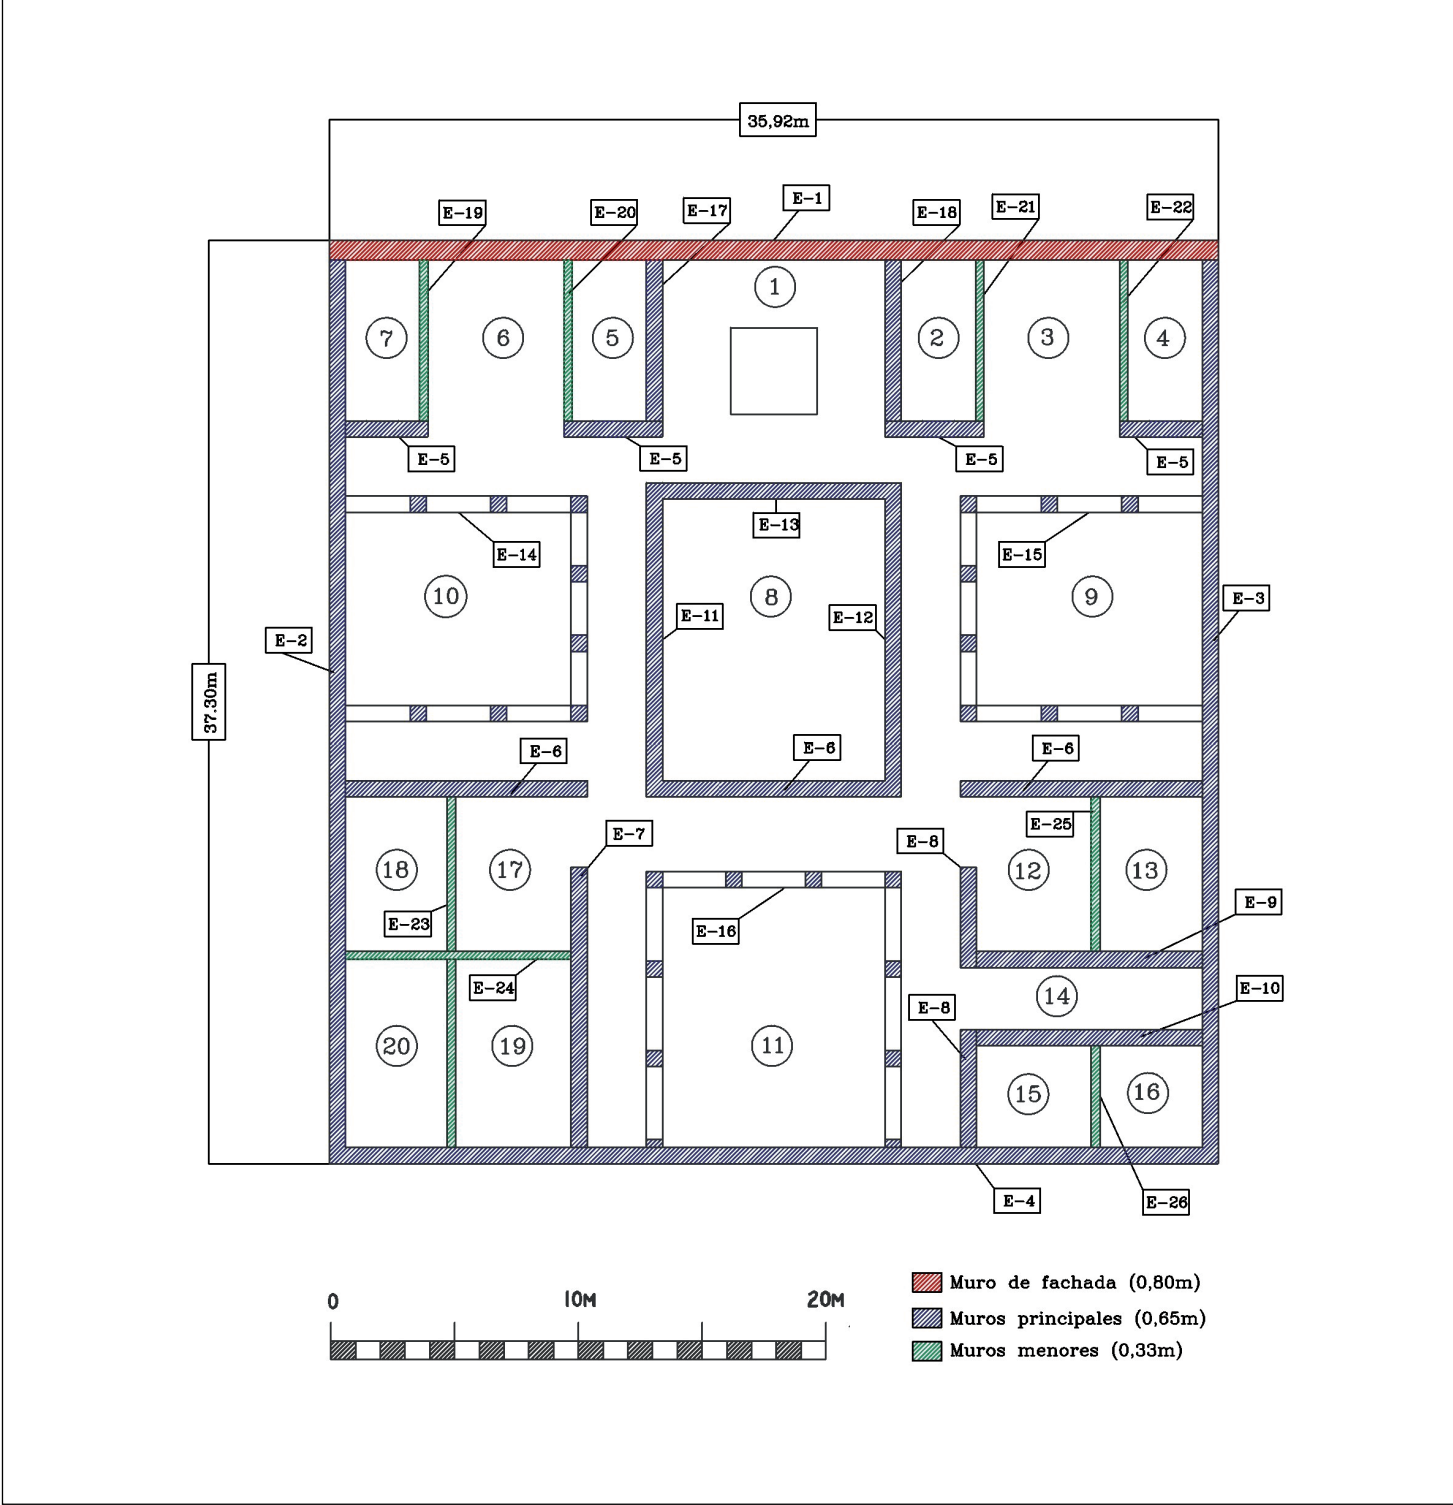 35,92m
E-19
E-20
E-17
E-1
E-18
E-21
E-22
1
7
6
5
2
3
4
E-5
E-5
E-5
E-5
E-13
E-14
E-15
10
8
9
E-11
E-12
E-3
E-2
37.30m
E-6
E-6
E-6
E-7
E-8
E-25
18
17
12
13
E-23
E-16
E-9
E-24
14
E-10
E-8
20
19
11
15
16
E-4
E-26
0 10M 20M
Muro de fachada (0,80m)
Muros principales (0,65m)
Muros menores (0,33m)